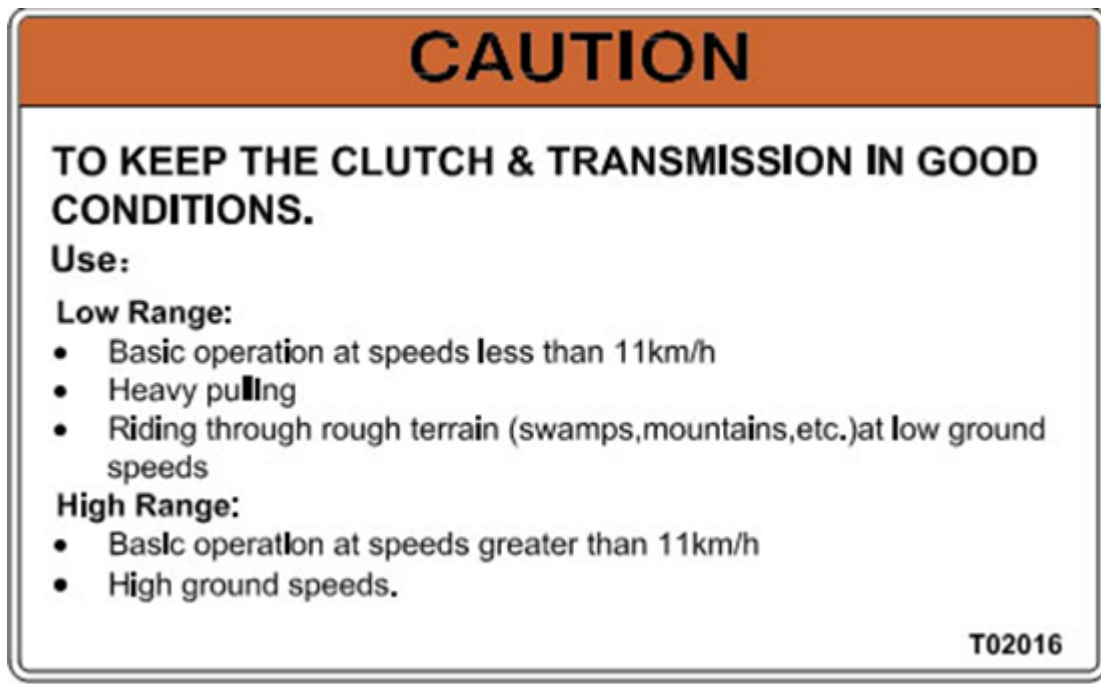 CAUTION
TO KEEP THE CLUTCH & TRANSMISSION IN GOOD
CONDITIONS.
Use:
Low Range:
• Basic operation at speeds less than 11km/h
• Heavy pulling
• Riding through rough terrain (swamps,mountains,etc.)at low ground
speeds
High Range:
• Basic operation at speeds greater than 11km/h
• High ground speeds.
T02016